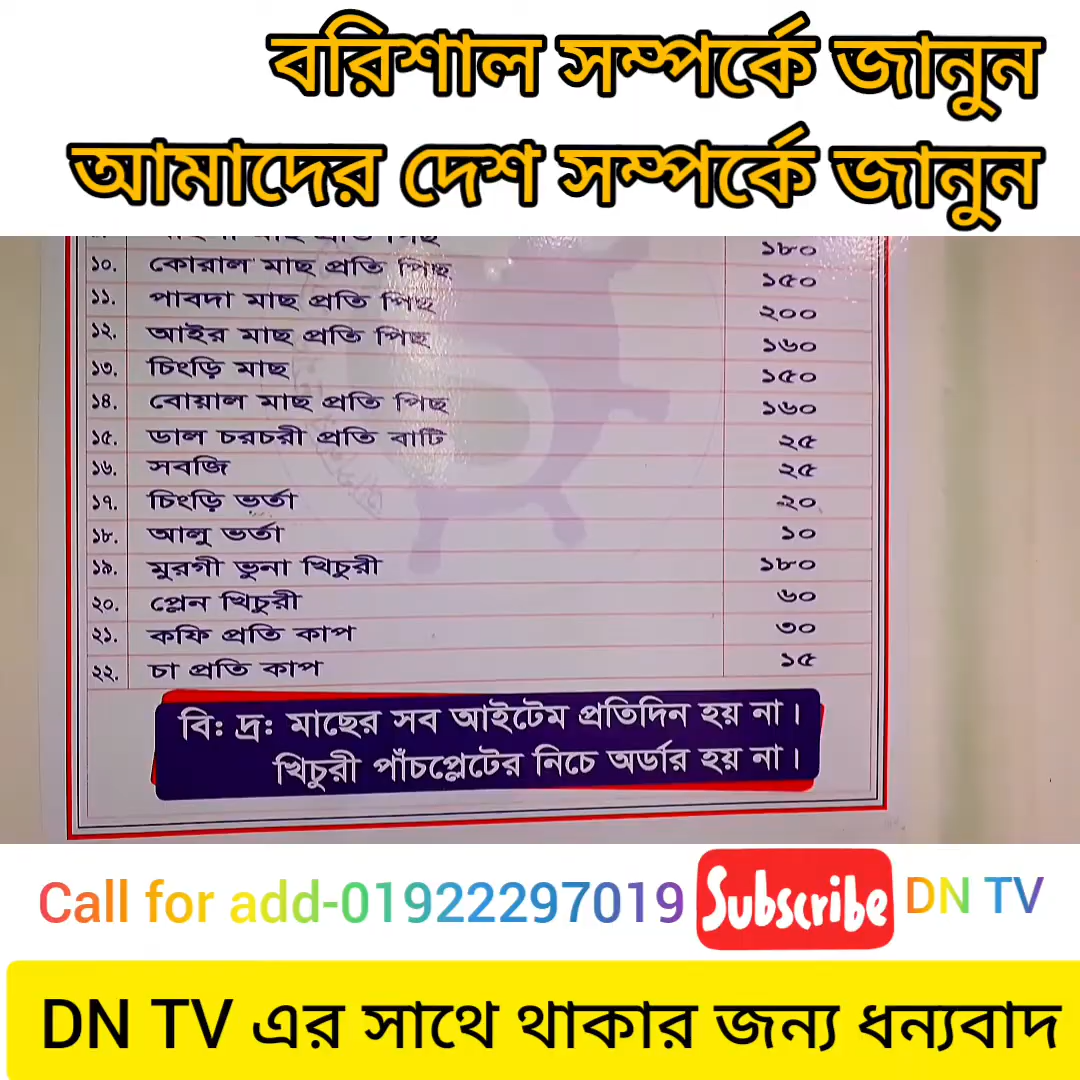 বরিশাল সম্পর্কে জানুন
আমাদের দেশ সম্পর্কে জানুন
১৮০
১০. কোরাল মাছ প্রতি পিছ ১৫০
১১. পাবদা মাছ প্রতি পিছ ২০০
১২. আইর মাছ প্রতি পিছ ১৬০
১৩. চিংড়ি মাছ ১৫০
১৪. বোয়াল মাছ প্রতি পিছ ১৬০
১৫. ডাল চরচরী প্রতি বাটি ২৫
১৬. সবজি ২৫
১৭. চিংড়ি ভর্তা ২০
১৮. আলু ভর্তা ১০
১৯. মুরগী ভুনা খিচুরী ১৮০
২০. প্লেন খিচুরী ৬০
২১. কফি প্রতি কাপ ৩০
২২. চা প্রতি কাপ ১৫
বি: দ্র: মাছের সব আইটেম প্রতিদিন হয় না।
খিচুরী পাঁচপ্লেটের নিচে অর্ডার হয় না।
Call for add-01922297019 Subscribe DN TV
DN TV এর সাথে থাকার জন্য ধন্যবাদ